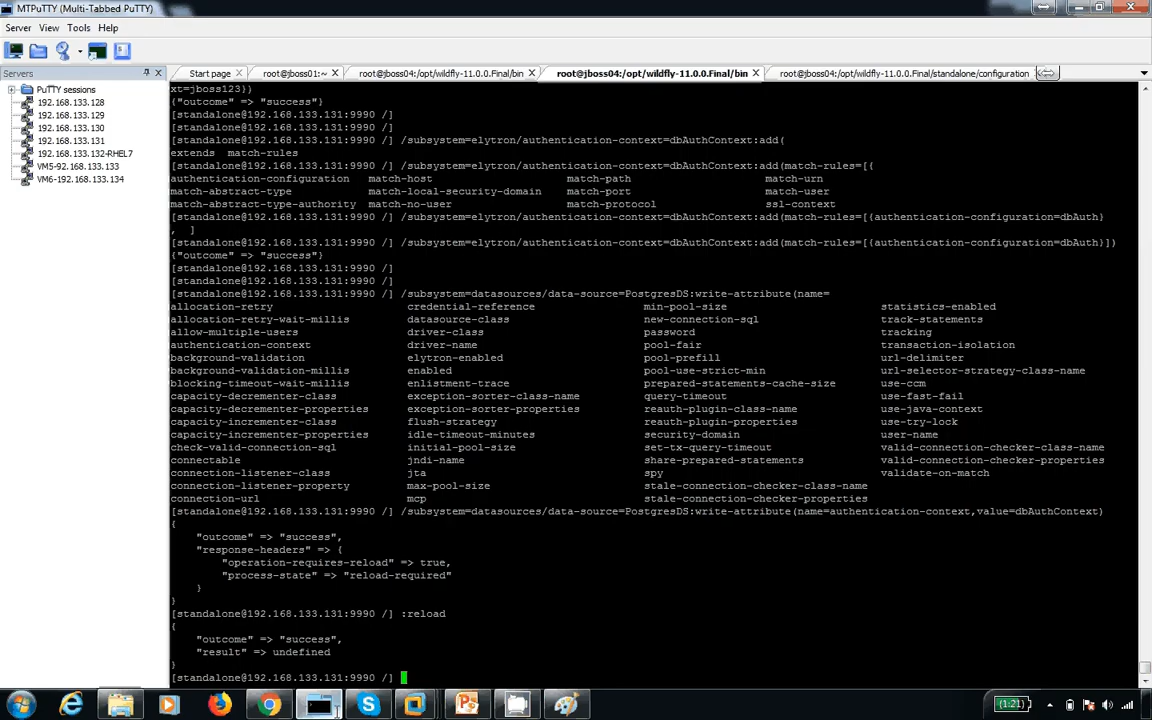 MTPuTTY (Multi-Tabbed PuTTY)
Server View Tools Help
Servers
Start page
root@jboss01:~
root@jboss04:/opt/wildfly-11.0.0.Final/bin
root@jboss04:/opt/wildfly-11.0.0.Final/bin
root@jboss04:/opt/wildfly-11.0.0.Final/standalone/configuration
PuTTY sessions
192.168.133.128
192.168.133.129
192.168.133.130
192.168.133.131
192.168.133.132-RHEL7
VM5-92.168.133.133
VM6-192.168.133.134
xt=jboss123}}
{"outcome" => "success"}
[standalone@192.168.133.131:9990 /]
[standalone@192.168.133.131:9990 /]
[standalone@192.168.133.131:9990 /] /subsystem=elytron/authentication-context=dbAuthContext:add(
extends match-rules
[standalone@192.168.133.131:9990 /] /subsystem=elytron/authentication-context=dbAuthContext:add(match-rules=[{
authentication-configuration match-host match-path match-urn
match-abstract-type match-local-security-domain match-port match-user
match-abstract-type-authority match-no-user match-protocol ssl-context
[standalone@192.168.133.131:9990 /] /subsystem=elytron/authentication-context=dbAuthContext:add(match-rules=[{authentication-configuration=dbAuth}
, ]
[standalone@192.168.133.131:9990 /] /subsystem=elytron/authentication-context=dbAuthContext:add(match-rules=[{authentication-configuration=dbAuth}])
{"outcome" => "success"}
[standalone@192.168.133.131:9990 /]
[standalone@192.168.133.131:9990 /]
[standalone@192.168.133.131:9990 /] /subsystem=datasources/data-source=PostgresDS:write-attribute(name=
allocation-retry credential-reference min-pool-size statistics-enabled
allocation-retry-wait-millis datasource-class new-connection-sql track-statements
allow-multiple-users driver-class password tracking
authentication-context driver-name pool-fair transaction-isolation
background-validation elytron-enabled pool-prefill url-delimiter
background-validation-millis enabled pool-use-strict-min url-selector-strategy-class-name
blocking-timeout-wait-millis enlistment-trace prepared-statements-cache-size use-ccm
capacity-decrementer-class exception-sorter-class-name query-timeout use-fast-fail
capacity-decrementer-properties exception-sorter-properties reauth-plugin-class-name use-java-context
capacity-incrementer-class flush-strategy reauth-plugin-properties use-try-lock
capacity-incrementer-properties idle-timeout-minutes security-domain user-name
check-valid-connection-sql initial-pool-size set-tx-query-timeout valid-connection-checker-class-name
connectable jndi-name share-prepared-statements valid-connection-checker-properties
connection-listener-class jta spy validate-on-match
connection-listener-property max-pool-size stale-connection-checker-class-name
connection-url mcp stale-connection-checker-properties
[standalone@192.168.133.131:9990 /] /subsystem=datasources/data-source=PostgresDS:write-attribute(name=authentication-context,value=dbAuthContext)
{
"outcome" => "success",
"response-headers" => {
"operation-requires-reload" => true,
"process-state" => "reload-required"
}
}
[standalone@192.168.133.131:9990 /] :reload
{
"outcome" => "success",
"result" => undefined
}
[standalone@192.168.133.131:9990 /]
(1:21)